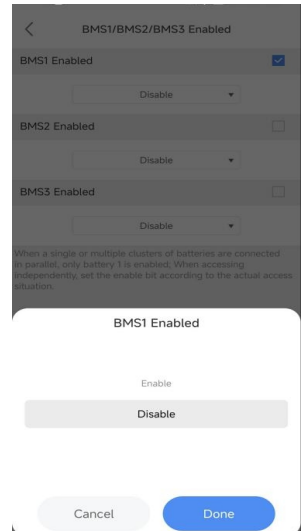 BMS1/BMS2/BMS3 Enabled
BMS1 Enabled
Disable
BMS2 Enabled
Disable
BMS3 Enabled
Disable
When a single or multiple clusters of batteries are connected
in parallel, only battery 1 is enabled; When accessing
independently, set the enable bit according to the actual access
situation.
BMS1 Enabled
Enable
Disable
Cancel
Done